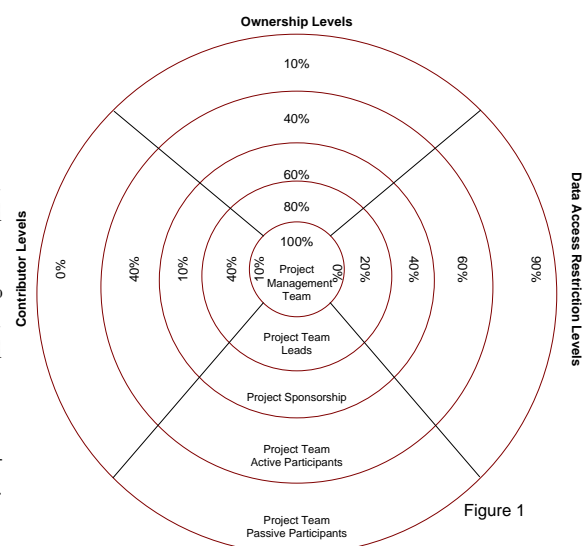 Ownership Levels
10%
40%
60%
80%
100%
Contributor Levels
0%
40%
10%
40%
10%
Project
Management
Team
0%
20%
40%
60%
90%
Data Access Restriction Levels
Project Team
Leads
Project Sponsorship
Project Team
Active Participants
Project Team
Passive Participants
Figure 1